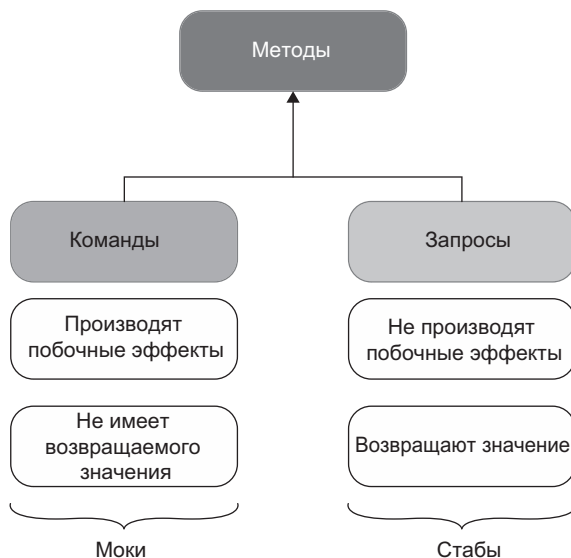 Методы
Команды
Запросы
Производят
побочные эффекты
Не производят
побочные эффекты
Не имеет
возвращаемого
значения
Возвращают значение
Моки
Стабы